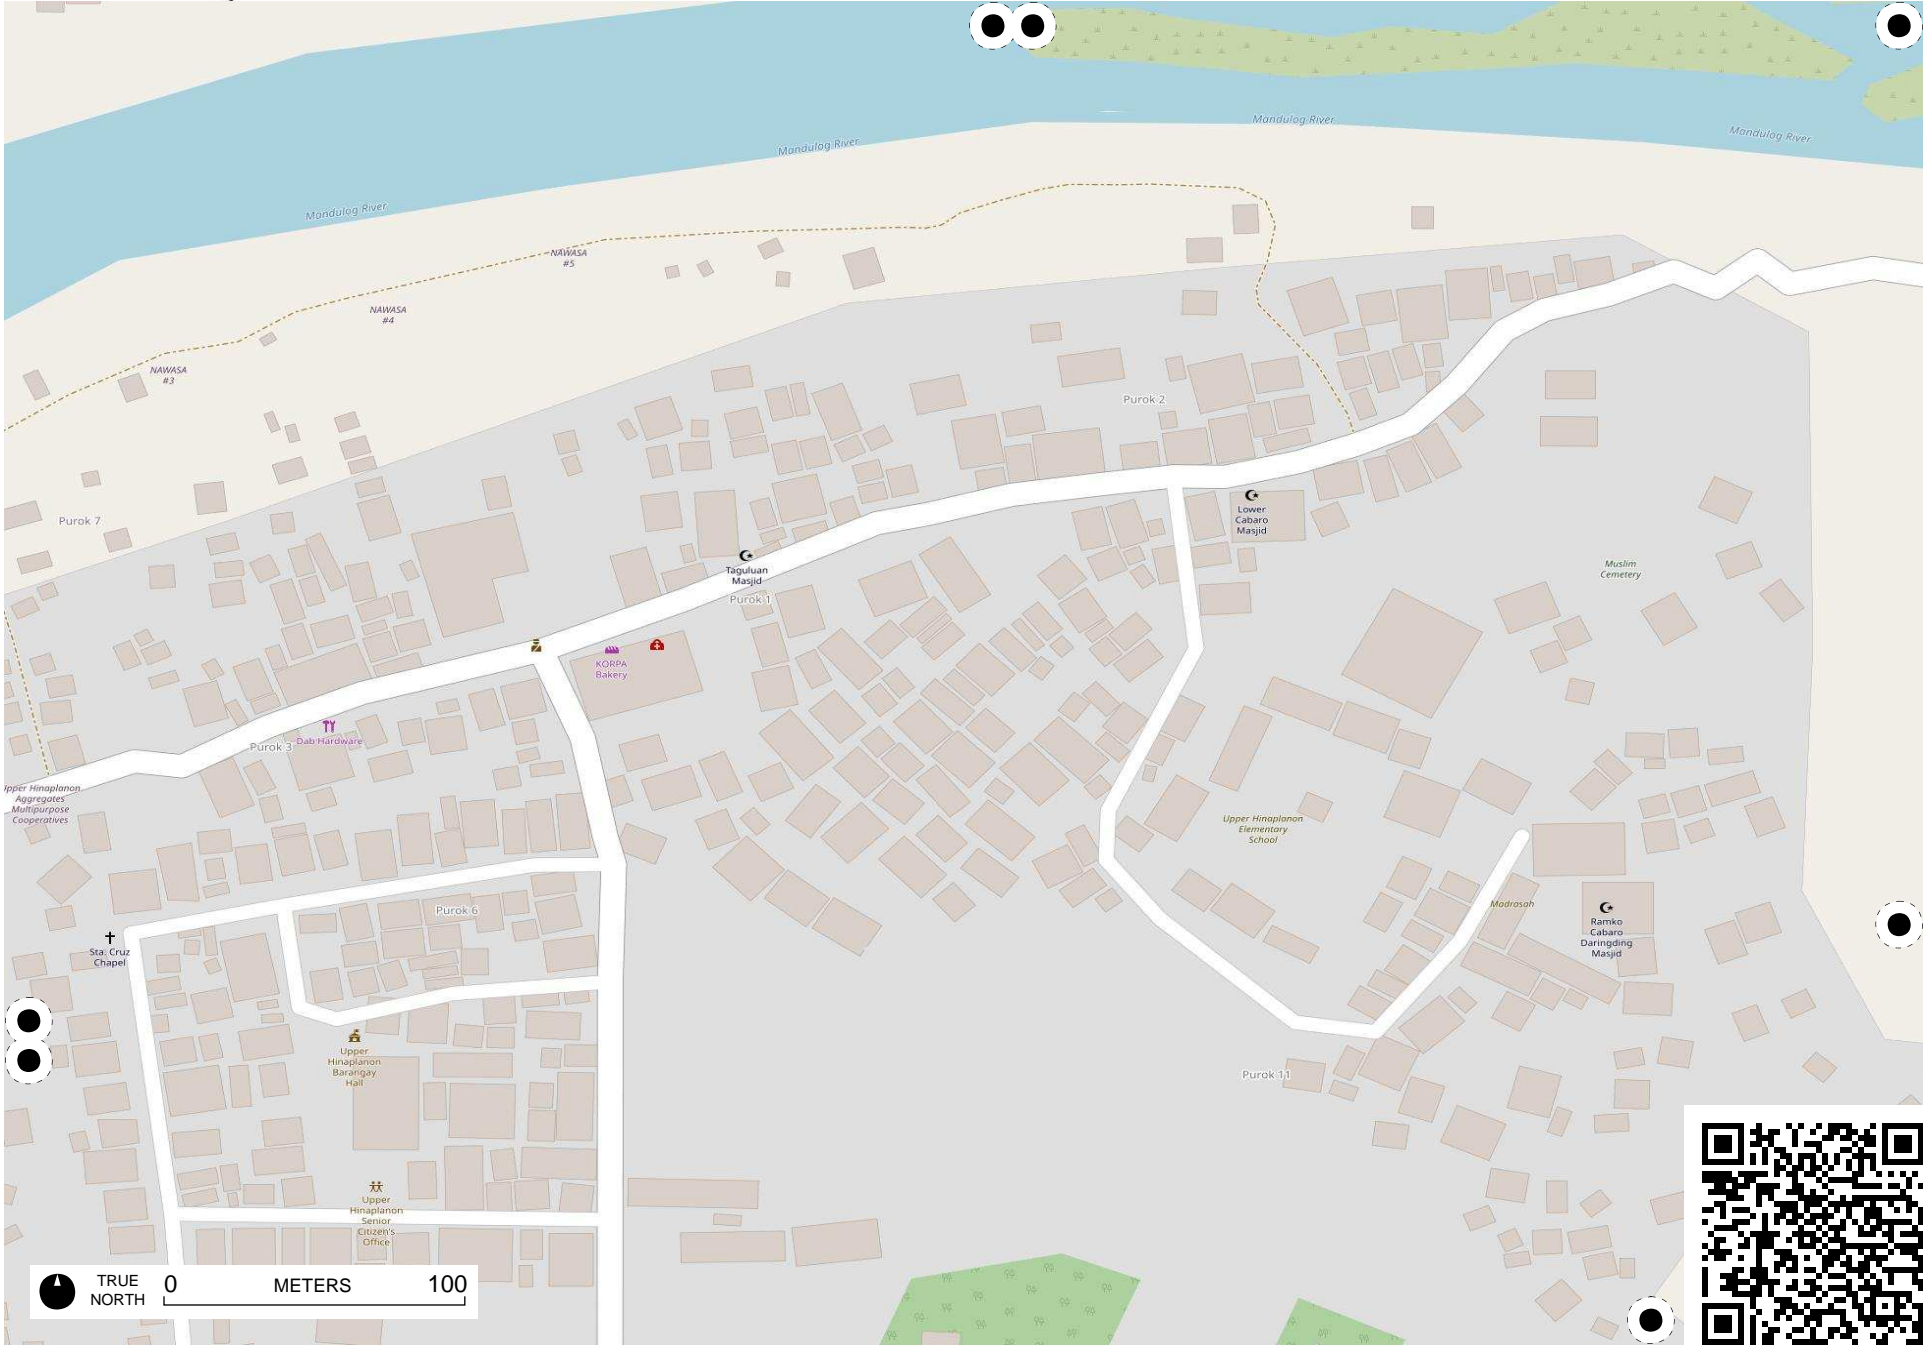 Mandulog River
Mandulog River
Mandulog River
Mandulog River
NAWASA
#5
NAWASA
#4
NAWASA
#3
Purok 2
Purok 7
Lower
Cabaro
Masjid
Taguluan
Masjid
Purok 1
Muslim
Cemetery
KORPA
Bakery
Dab Hardware
Purok 3
Upper Hinaplanon
Aggregates
Multipurpose
Cooperatives
Upper Hinaplanon
Elementary
School
Purok 6
Madrasah
Ramko
Cabaro
Daringding
Masjid
Sta. Cruz
Chapel
Upper
Hinaplanon
Barangay
Hall
Purok 11
Upper
Hinaplanon
Senior
Citizen's
Office
TRUE
NORTH
0 METERS 100